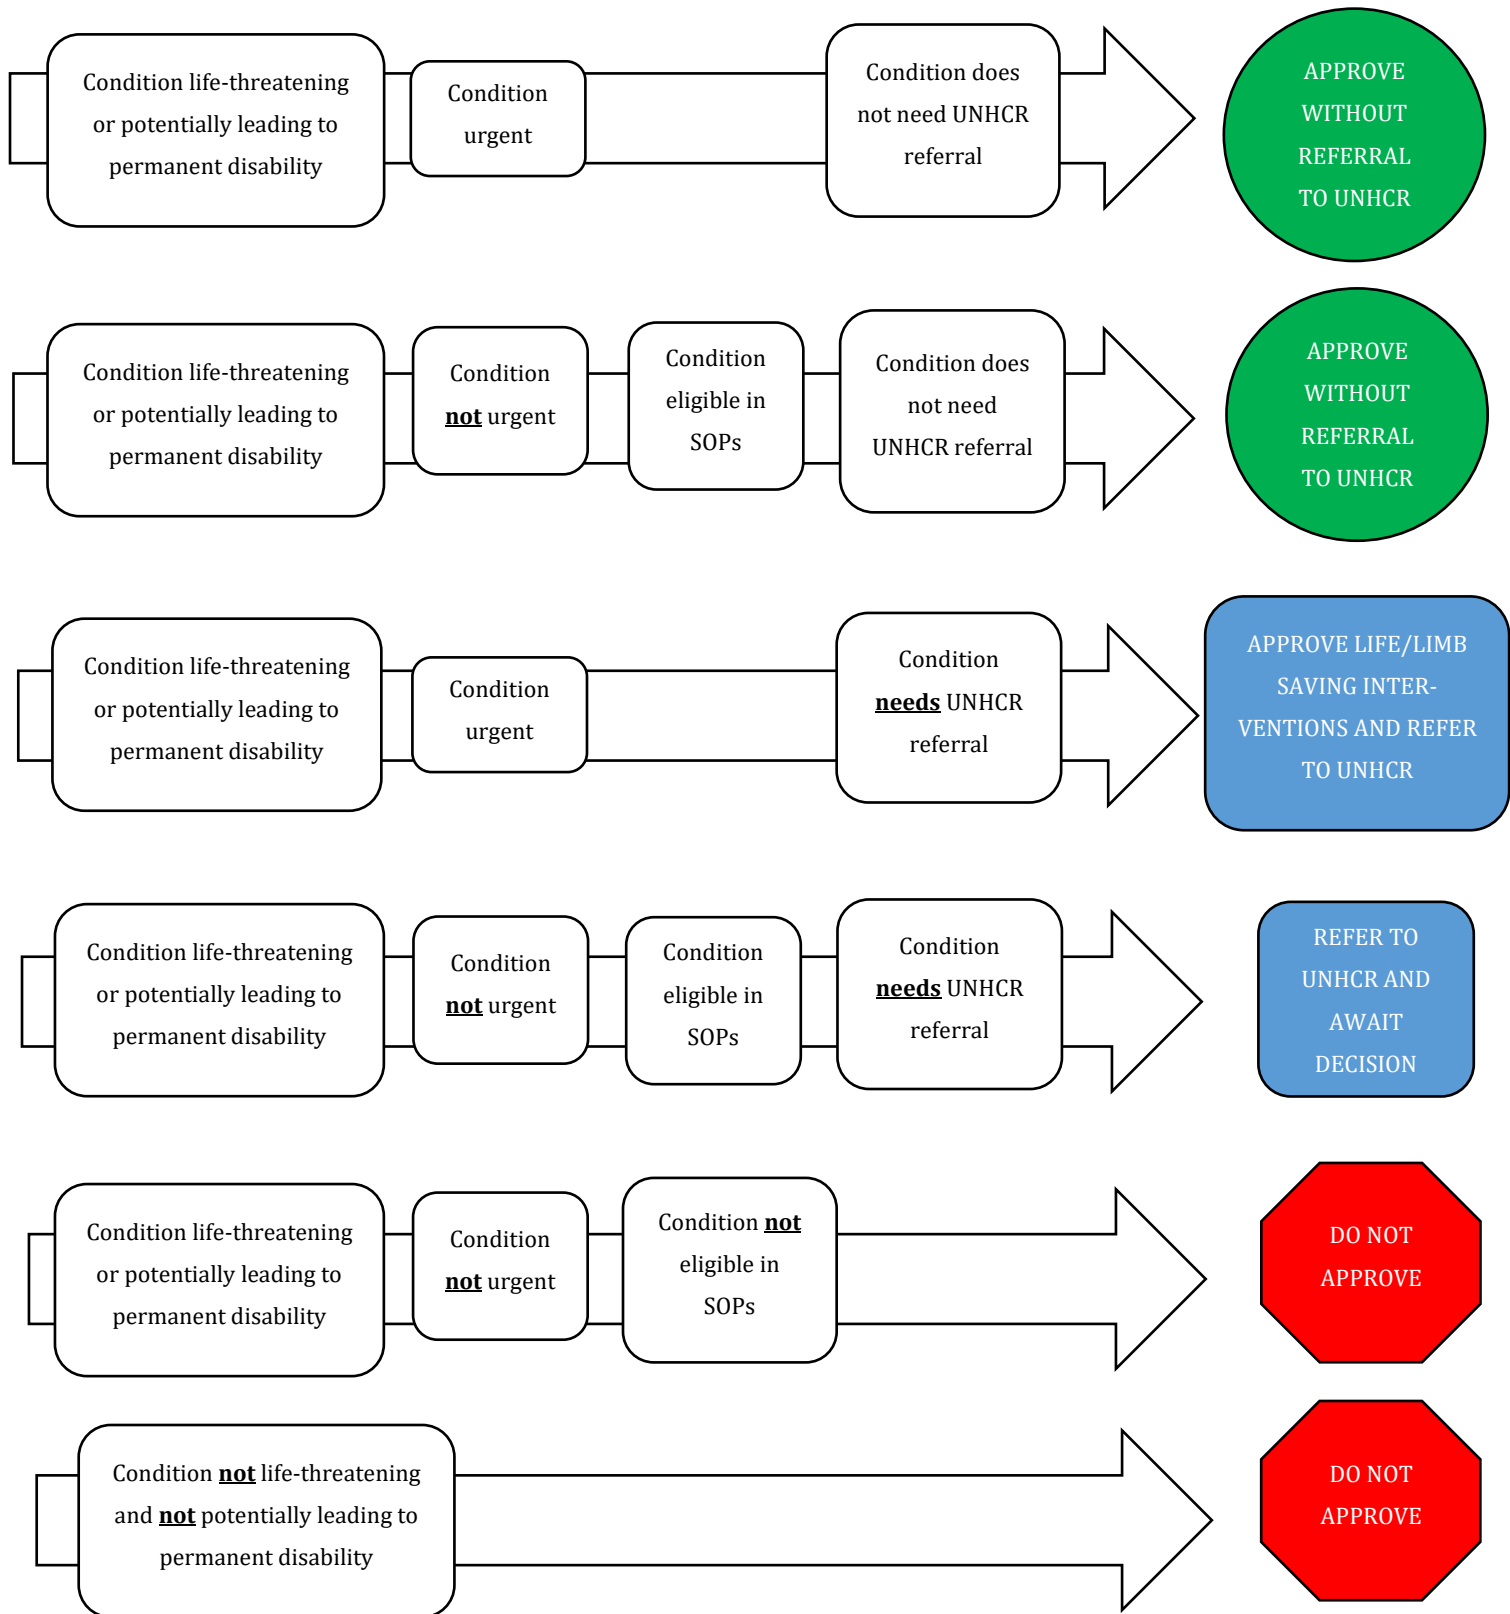 Condition life-threatening
or potentially leading to
permanent disability
Condition
urgent
Condition does
not need UNHCR
referral
APPROVE
WITHOUT
REFERRAL
TO UNHCR
Condition life-threatening
or potentially leading to
permanent disability
Condition
not urgent
Condition
eligible in
SOPs
Condition does
not need
UNHCR referral
APPROVE
WITHOUT
REFERRAL
TO UNHCR
Condition life-threatening
or potentially leading to
permanent disability
Condition
urgent
Condition
needs UNHCR
referral
APPROVE LIFE/LIMB
SAVING INTER-
VENTIONS AND REFER
TO UNHCR
Condition life-threatening
or potentially leading to
permanent disability
Condition
not urgent
Condition
eligible in
SOPs
Condition
needs UNHCR
referral
REFER TO
UNHCR AND
AWAIT
DECISION
Condition life-threatening
or potentially leading to
permanent disability
Condition
not urgent
Condition not
eligible in
SOPs
DO NOT
APPROVE
Condition not life-threatening
and not potentially leading to
permanent disability
DO NOT
APPROVE